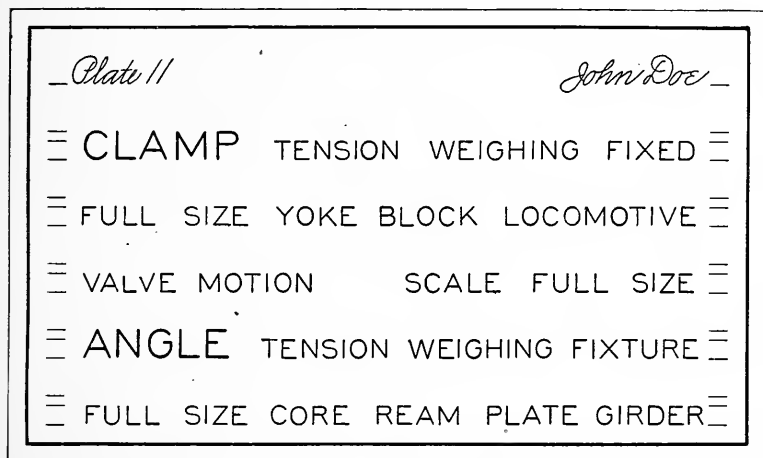 Plate 11 John Doe
CLAMP TENSION WEIGHING FIXED
FULL SIZE YOKE BLOCK LOCOMOTIVE
VALVE MOTION SCALE FULL SIZE
ANGLE TENSION WEIGHING FIXTURE
FULL SIZE CORE REAM PLATE GIRDER